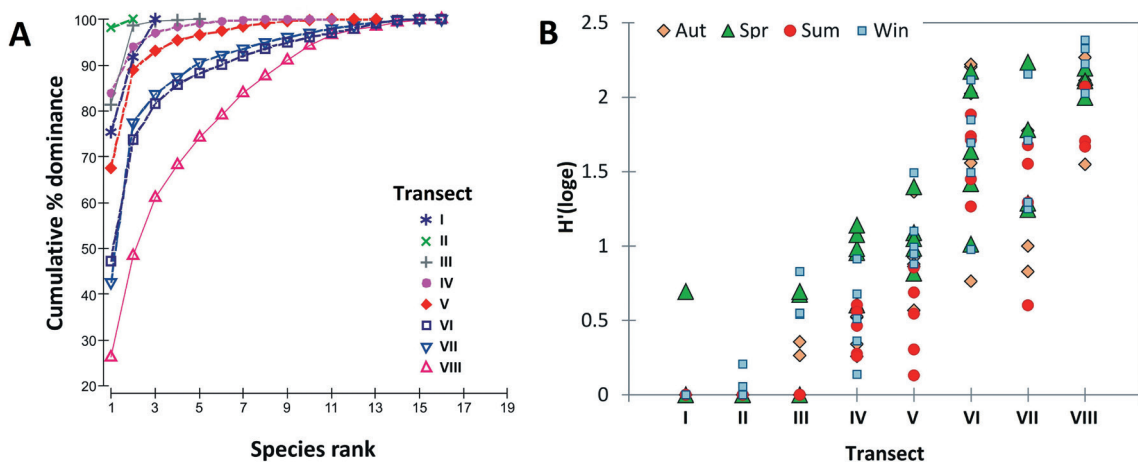 A
Cumulative % dominance
100
90
80
70
60
50
40
30
20
1
3
5
7
9
11
13
15
17
19
Species rank
Transect
I
II
III
IV
V
VI
VII
VIII
B
Aut
Spr
Sum
Win
H'(loge)
2.5
2
1.5
1
0.5
0
I
II
III
IV
V
VI
VII
VIII
Transect